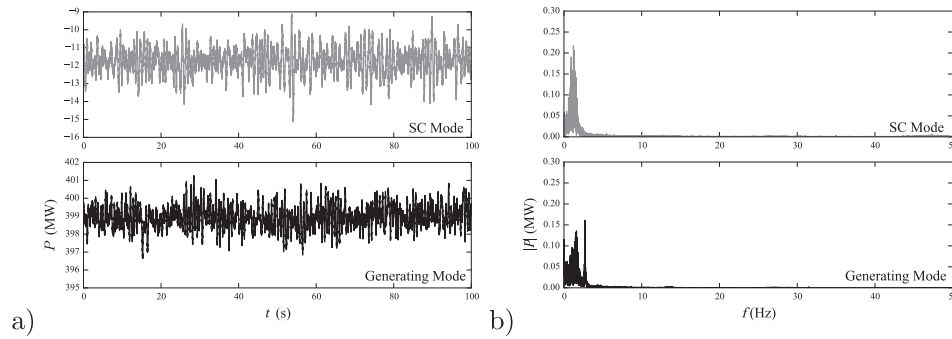 −9
−10
−11
−12
−13
−14
−15
−16
SC Mode
0 20 40 60 80 100
402
401
400
399
398
397
396
395
P (MW)
Generating Mode
0 20 40 60 80 100
t (s)
a)
0.30
0.25
0.20
0.15
0.10
0.05
0.00
SC Mode
0 10 20 30 40 50
0.30
0.25
0.20
0.15
0.10
0.05
0.00
|P| (MW)
Generating Mode
0 10 20 30 40 50
f (Hz)
b)